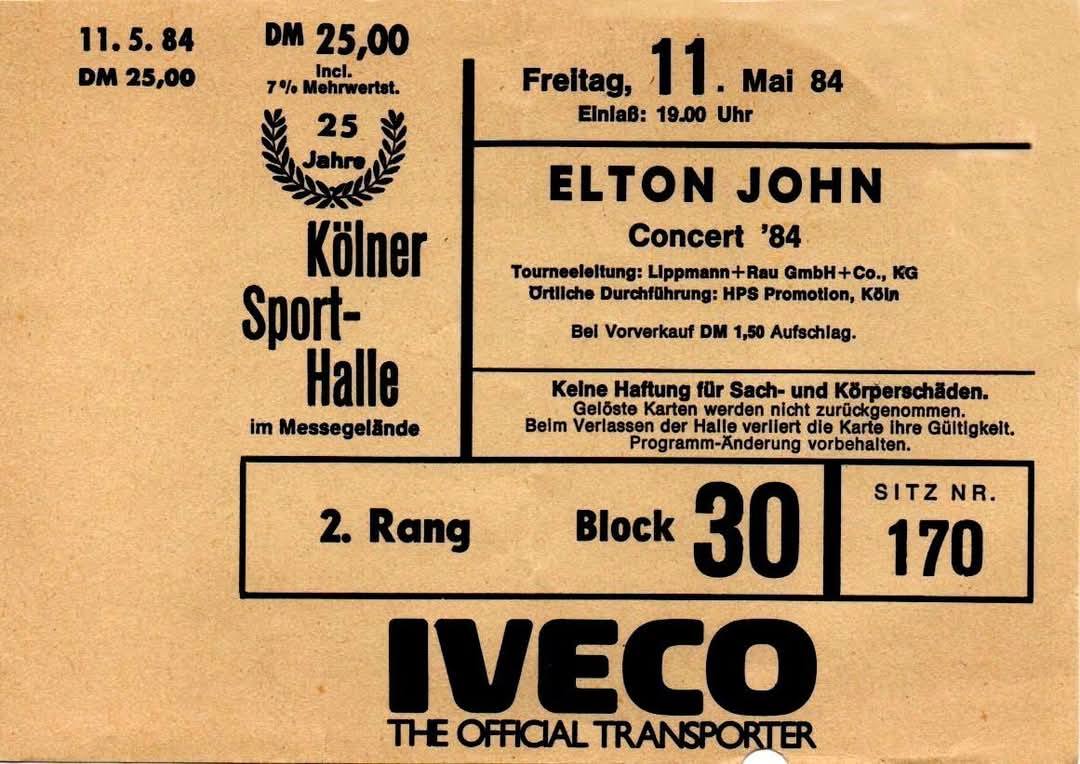 11. 5. 84
DM 25,00
DM 25,00
Incl.
7% Mehrwertst.
25
Jahre
Kölner
Sport-
Halle
im Messegelände
Freitag, 11. Mai 84
Einlaß: 19.00 Uhr
ELTON JOHN
Concert '84
Tourneeleitung: Lippmann+Rau GmbH+Co., KG
Örtliche Durchführung: HPS Promotion, Köln
Bei Vorverkauf DM 1,50 Aufschlag.
Keine Haftung für Sach- und Körperschäden.
Gelöste Karten werden nicht zurückgenommen.
Beim Verlassen der Halle verliert die Karte ihre Gültigkeit.
Programm-Änderung vorbehalten.
2. Rang Block 30
SITZ NR.
170
IVECO
THE OFFICIAL TRANSPORTER